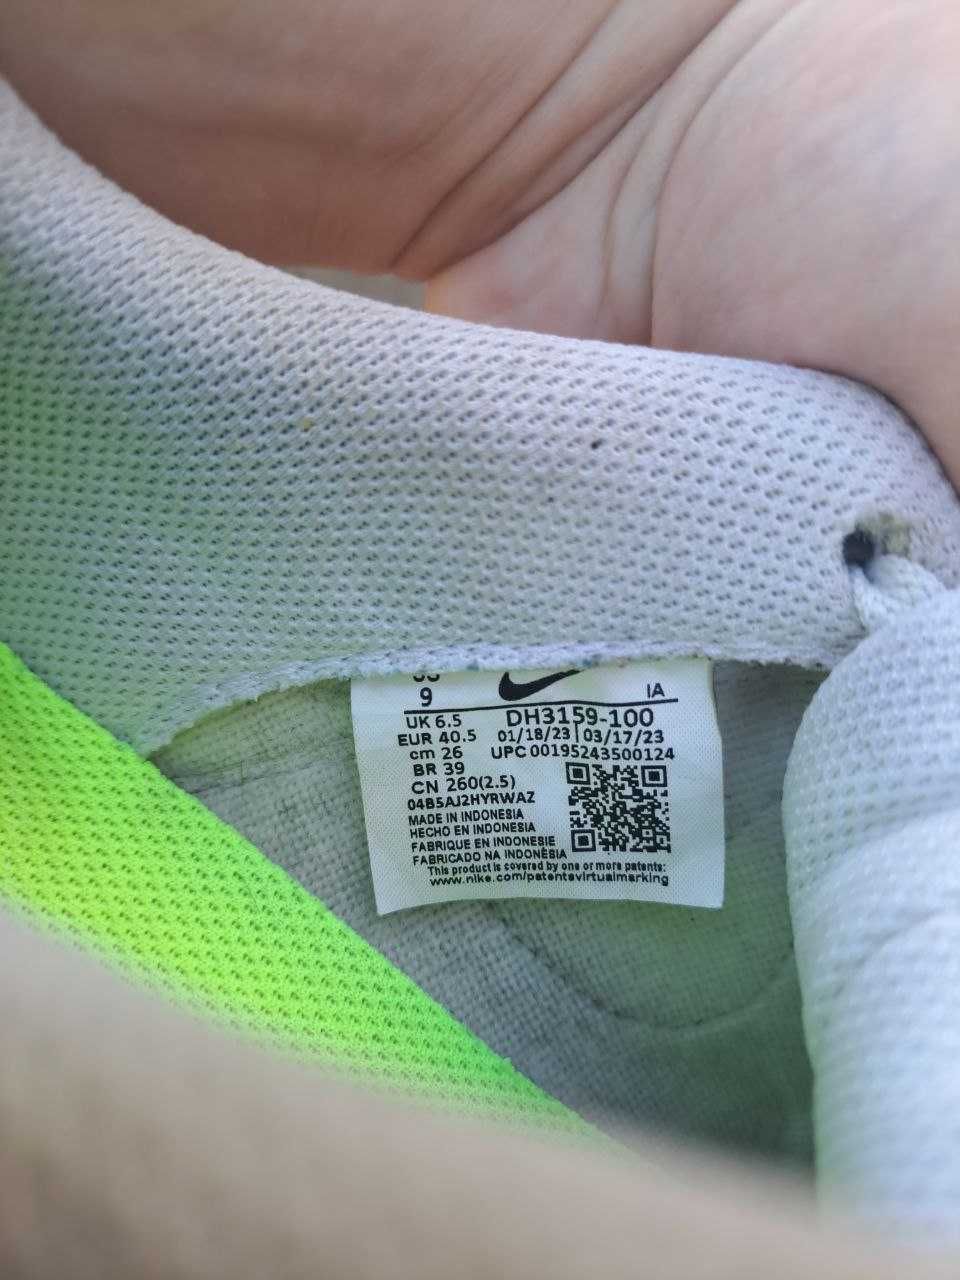 9 IA
UK 6.5 DH3159-100
EUR 40.5 01/18/23 | 03/17/23
cm 26 UPC 00195243500124
BR 39
CN 260(2.5)
04B5AJ2HYRWAZ
MADE IN INDONESIA
HECHO EN INDONESIA
FABRIQUE EN INDONESIE
FABRICADO NA INDONÉSIA
This product is covered by one or more patents:
www.nike.com/patentsvirtualmarking